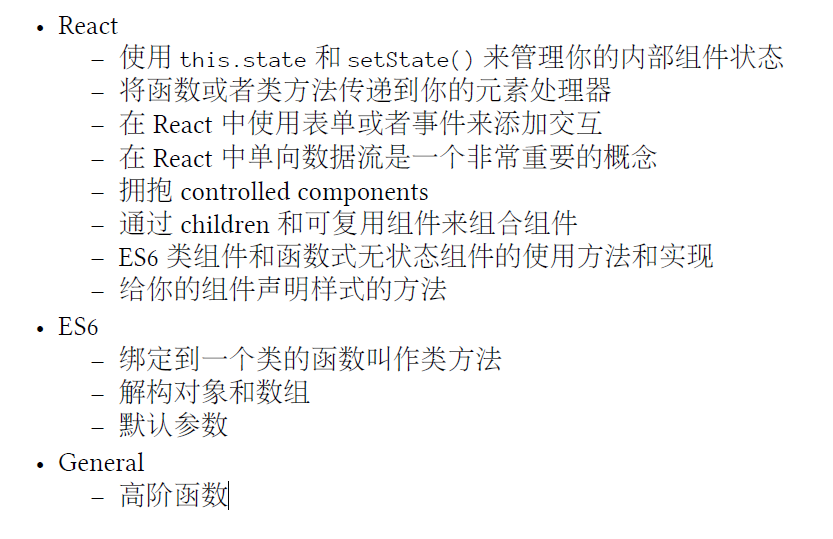 • React
– 使用 this.state 和 setState() 来管理你的内部组件状态
– 将函数或者类方法传递到你的元素处理器
– 在 React 中使用表单或者事件来添加交互
– 在 React 中单向数据流是一个非常重要的概念
– 拥抱 controlled components
– 通过 children 和可复用组件来组合组件
– ES6 类组件和函数式无状态组件的使用方法和实现
– 给你的组件声明样式的方法
• ES6
– 绑定到一个类的函数叫作类方法
– 解构对象和数组
– 默认参数
• General
– 高阶函数